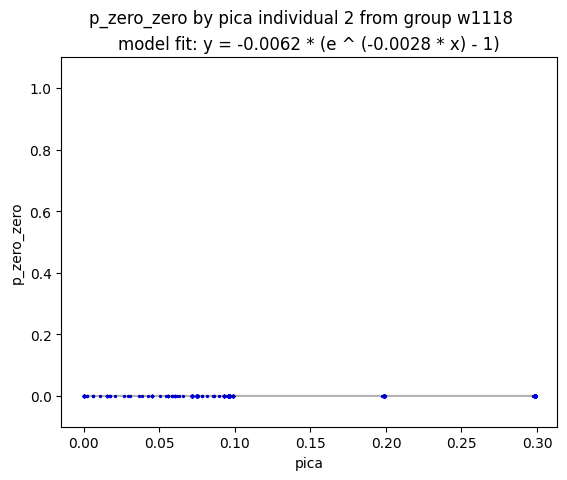 p_zero_zero by pica individual 2 from group w1118
model fit: y = -0.0062 * (e ^ (-0.0028 * x) - 1)
1.0
0.8
0.6
0.4
0.2
0.0
p_zero_zero
0.00 0.05 0.10 0.15 0.20 0.25 0.30
pica